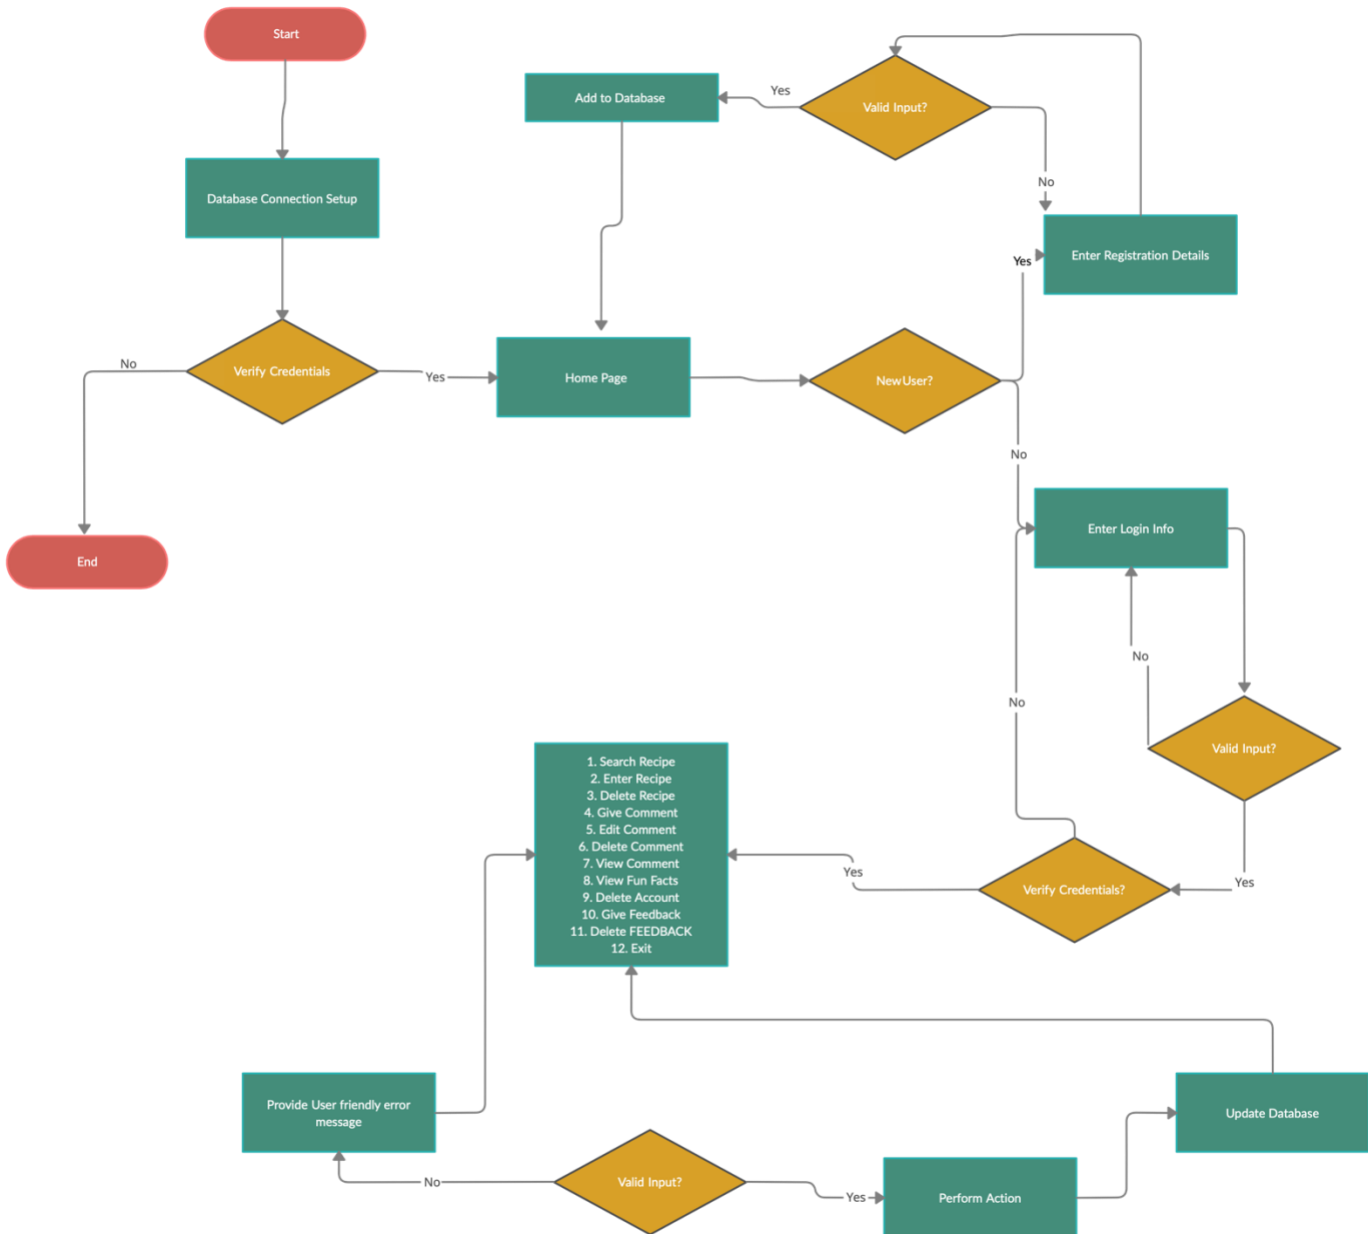 Start
Add to Database
Yes
Valid Input?
No
Database Connection Setup
Enter Registration Details
Yes
No
Verify Credentials
Yes
Home Page
NewUser?
No
Enter Login Info
End
No
No
Valid Input?
1. Search Recipe
2. Enter Recipe
3. Delete Recipe
4. Give Comment
5. Edit Comment
6. Delete Comment
7. View Comment
8. View Fun Facts
9. Delete Account
10. Give Feedback
11. Delete FEEDBACK
12. Exit
Yes
Verify Credentials?
Yes
Provide User friendly error
message
Update Database
No
Valid Input?
Yes
Perform Action